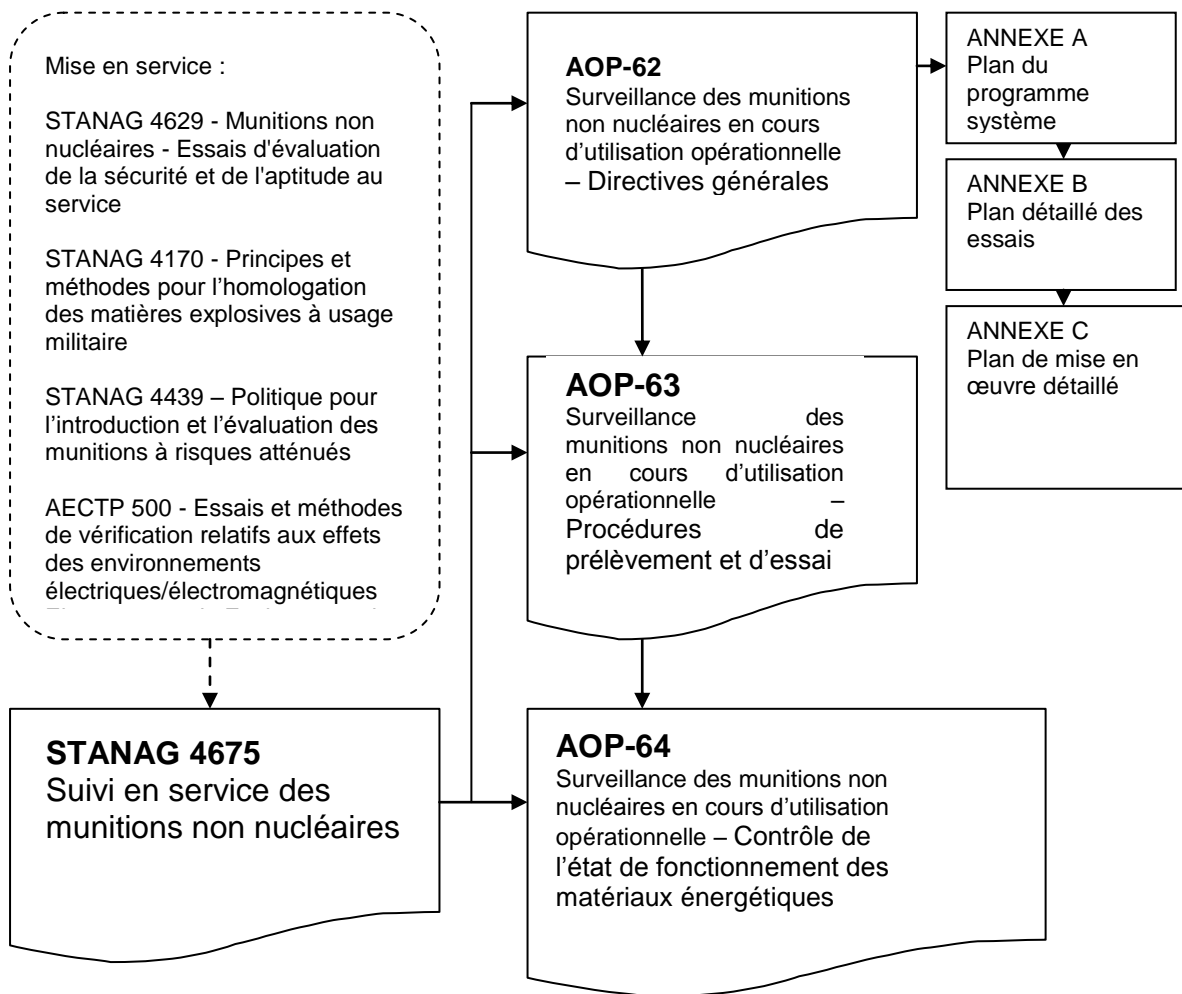 Mise en service :
STANAG 4629 - Munitions non
nucléaires - Essais d'évaluation
de la sécurité et de l'aptitude au
service
STANAG 4170 - Principes et
méthodes pour l’homologation
des matières explosives à usage
militaire
STANAG 4439 – Politique pour
l’introduction et l’évaluation des
munitions à risques atténués
AECTP 500 - Essais et méthodes
de vérification relatifs aux effets
des environnements
électriques/électromagnétiques
STANAG 4675
Suivi en service des
munitions non nucléaires
AOP-62
Surveillance des munitions
non nucléaires en cours
d’utilisation opérationnelle
– Directives générales
AOP-63
Surveillance des
munitions non nucléaires
en cours d’utilisation
opérationnelle –
Procédures de
prélèvement et d’essai
AOP-64
Surveillance des munitions non
nucléaires en cours d’utilisation
opérationnelle – Contrôle de
l’état de fonctionnement des
matériaux énergétiques
ANNEXE A
Plan du
programme
système
ANNEXE B
Plan détaillé des
essais
ANNEXE C
Plan de mise en
œuvre détaillé